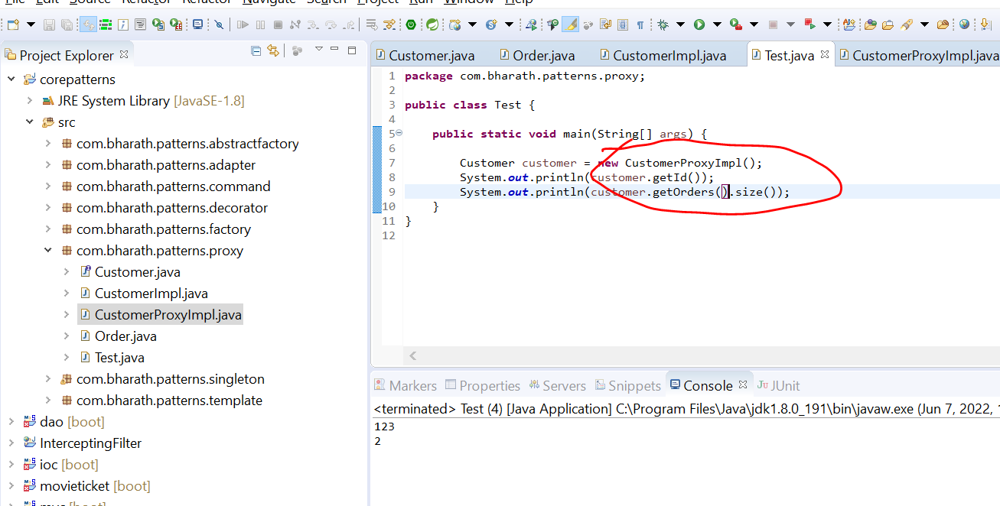 File Edit Source Refactor Refactor Navigate Search Project Run Window Help
Project Explorer
corepatterns
JRE System Library [JavaSE-1.8]
src
com.bharath.patterns.abstractfactory
com.bharath.patterns.adapter
com.bharath.patterns.command
com.bharath.patterns.decorator
com.bharath.patterns.factory
com.bharath.patterns.proxy
Customer.java
CustomerImpl.java
CustomerProxyImpl.java
Order.java
Test.java
com.bharath.patterns.singleton
com.bharath.patterns.template
dao [boot]
InterceptingFilter
ioc [boot]
movieticket [boot]
Customer.java Order.java CustomerImpl.java Test.java CustomerProxyImpl.java
1 package com.bharath.patterns.proxy;
2
3 public class Test {
4
5 public static void main(String[] args) {
6
7 Customer customer = new CustomerProxyImpl();
8 System.out.println(customer.getId());
9 System.out.println(customer.getOrders().size());
10 }
11 }
12
Markers Properties Servers Snippets Console JUnit
<terminated> Test (4) [Java Application] C:\Program Files\Java\jdk1.8.0_191\bin\javaw.exe (Jun 7, 2022,
123
2